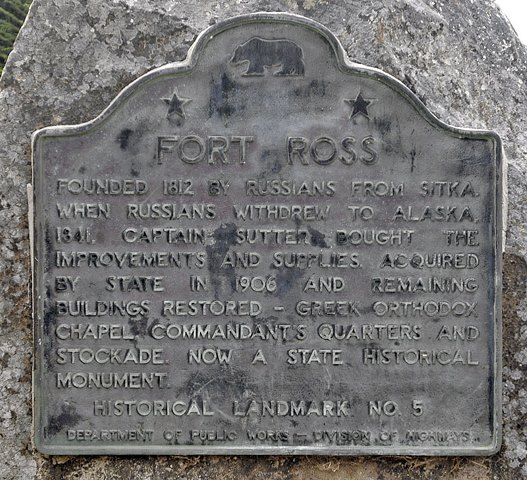 FORT ROSS
FOUNDED 1812 BY RUSSIANS FROM SITKA.
WHEN RUSSIANS WITHDREW TO ALASKA,
1841, CAPTAIN SUTTER BOUGHT THE
IMPROVEMENTS AND SUPPLIES. ACQUIRED
BY STATE IN 1906 AND REMAINING
BUILDINGS RESTORED – GREEK ORTHODOX
CHAPEL, COMMANDANT'S QUARTERS AND
STOCKADE. NOW A STATE HISTORICAL
MONUMENT.
HISTORICAL LANDMARK NO. 5
DEPARTMENT OF PUBLIC WORKS – DIVISION OF HIGHWAYS